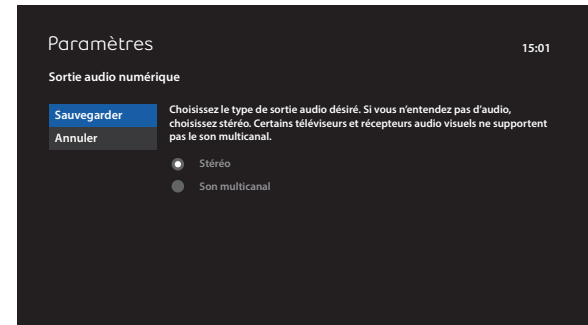 Paramètres
15:01
Sortie audio numérique
Sauvegarder
Annuler
Choisissez le type de sortie audio désiré. Si vous n'entendez pas d'audio,
choisissez stéréo. Certains téléviseurs et récepteurs audio visuels ne supportent
pas le son multicanal.
Stéréo
Son multicanal